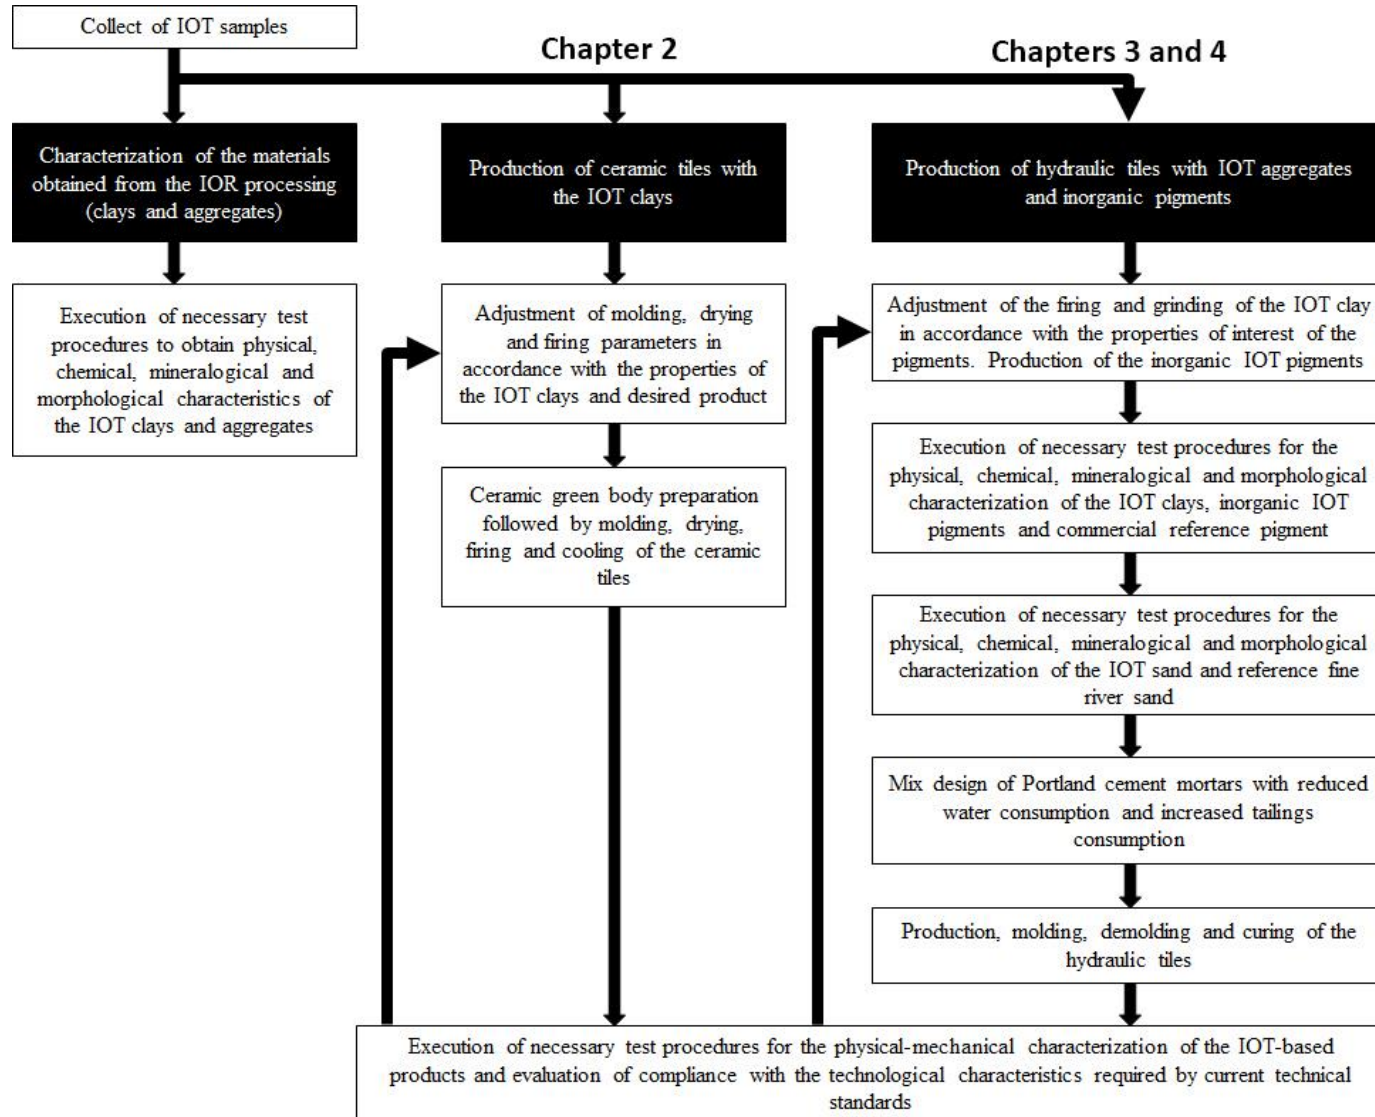 Collect of IOT samples
Chapter 2
Chapters 3 and 4
Characterization of the materials
obtained from the IOR processing
(clays and aggregates)
Production of ceramic tiles with
the IOT clays
Production of hydraulic tiles with IOT aggregates
and inorganic pigments
Execution of necessary test
procedures to obtain physical,
chemical, mineralogical and
morphological characteristics of
the IOT clays and aggregates
Adjustment of molding, drying
and firing parameters in
accordance with the properties of
the IOT clays and desired product
Ceramic green body preparation
followed by molding, drying,
firing and cooling of the ceramic
tiles
Adjustment of the firing and grinding of the IOT clay
in accordance with the properties of interest of the
pigments. Production of the inorganic IOT pigments
Execution of necessary test procedures for the
physical, chemical, mineralogical and morphological
characterization of the IOT clays, inorganic IOT
pigments and commercial reference pigment
Execution of necessary test procedures for the
physical, chemical, mineralogical and morphological
characterization of the IOT sand and reference fine
river sand
Mix design of Portland cement mortars with reduced
water consumption and increased tailings
consumption
Production, molding, demolding and curing of the
hydraulic tiles
Execution of necessary test procedures for the physical-mechanical characterization of the IOT-based
products and evaluation of compliance with the technological characteristics required by current technical
standards